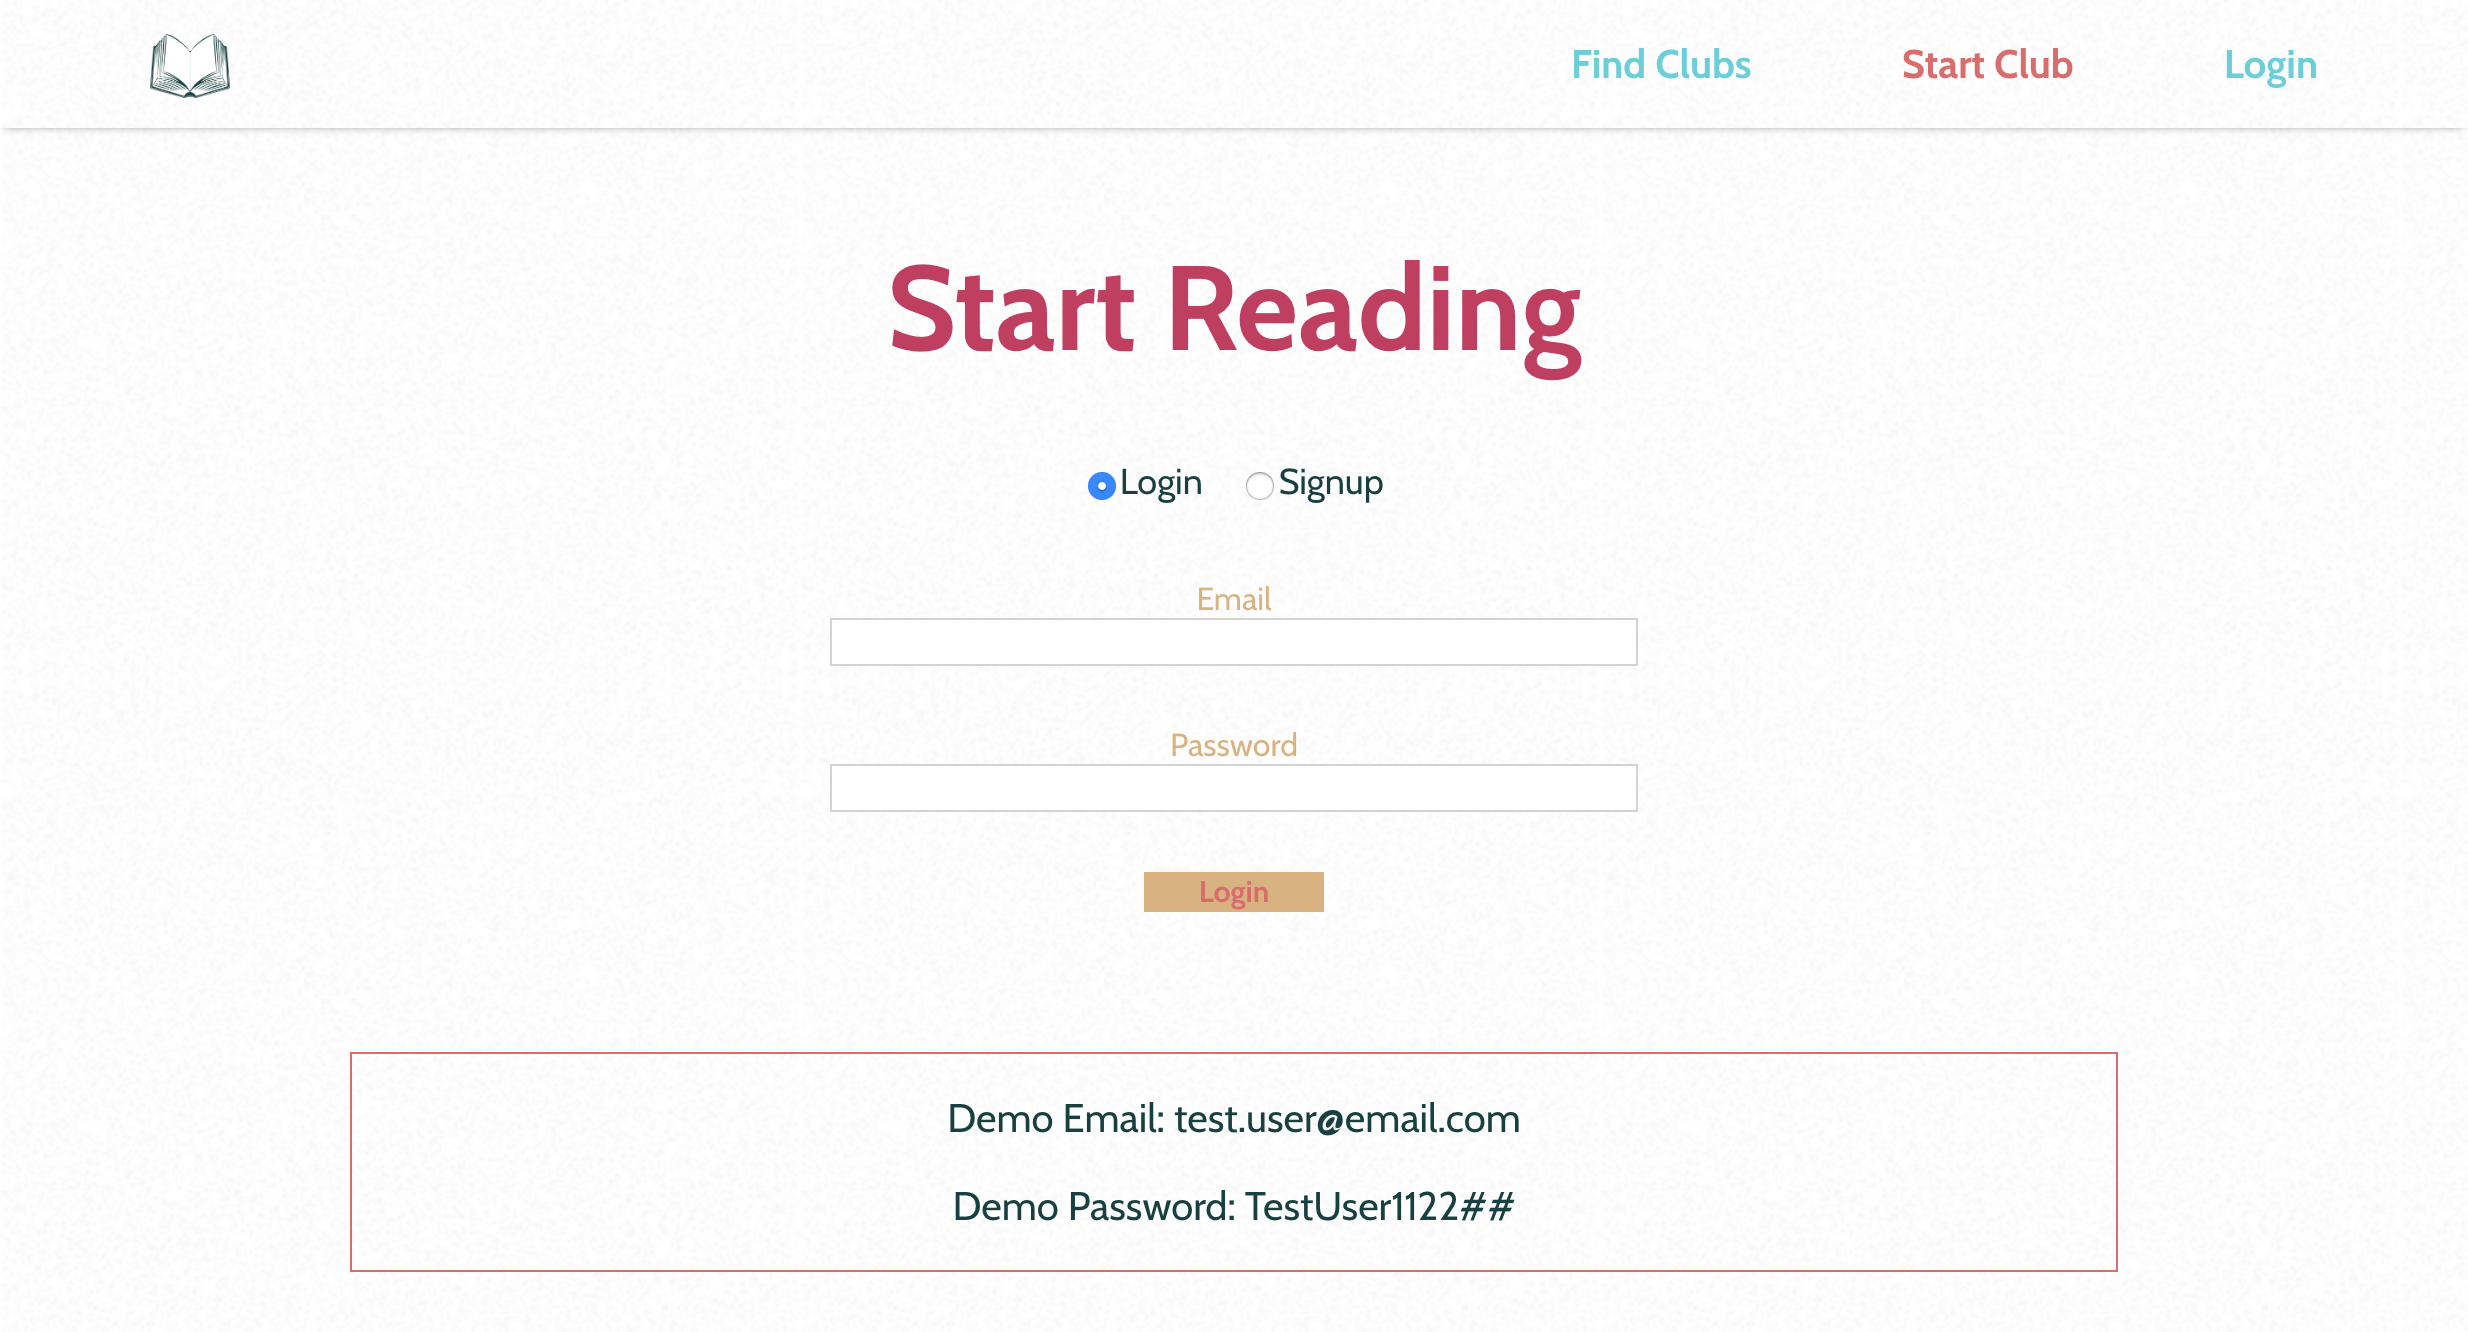 Find Clubs Start Club Login
Start Reading
Login Signup
Email
Password
Login
Demo Email: test.user@email.com
Demo Password: TestUser1122##